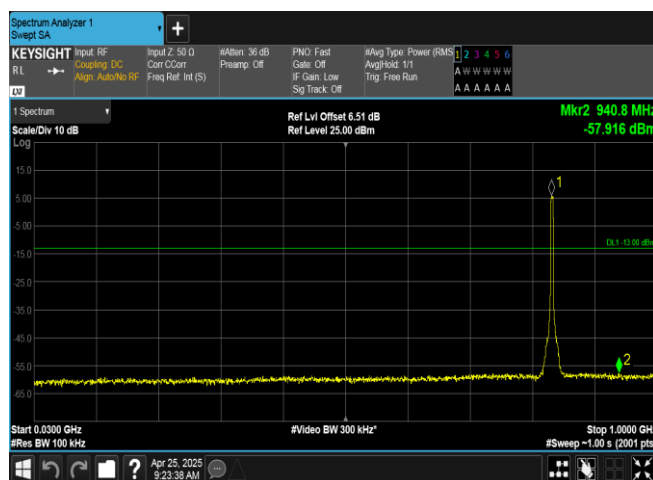 Spectrum Analyzer 1
Swept SA
KEYSIGHT
R L
LXI
Input: RF
Coupling: DC
Align: Auto/No RF
Input Z: 50 Ω
Corr CCorr
Freq Ref: Int (S)
#Atten: 36 dB
Preamp: Off
PNO: Fast
Gate: Off
IF Gain: Low
Sig Track: Off
#Avg Type: Power (RMS
Avg|Hold: 1/1
Trig: Free Run
1 2 3 4 5 6
A W W W W W
A A A A A A
1 Spectrum
Scale/Div 10 dB
Log
Ref Lvl Offset 6.51 dB
Ref Level 25.00 dBm
Mkr2 940.8 MHz
-57.916 dBm
15.0
5.00
-5.00
-25.0
-35.0
-45.0
-55.0
-65.0
1
DL1 -13.00 dBm
2
Start 0.0300 GHz
#Res BW 100 kHz
#Video BW 300 kHz*
Stop 1.0000 GHz
#Sweep ~1.00 s (2001 pts
?
Apr 25, 2025
9:23:38 AM